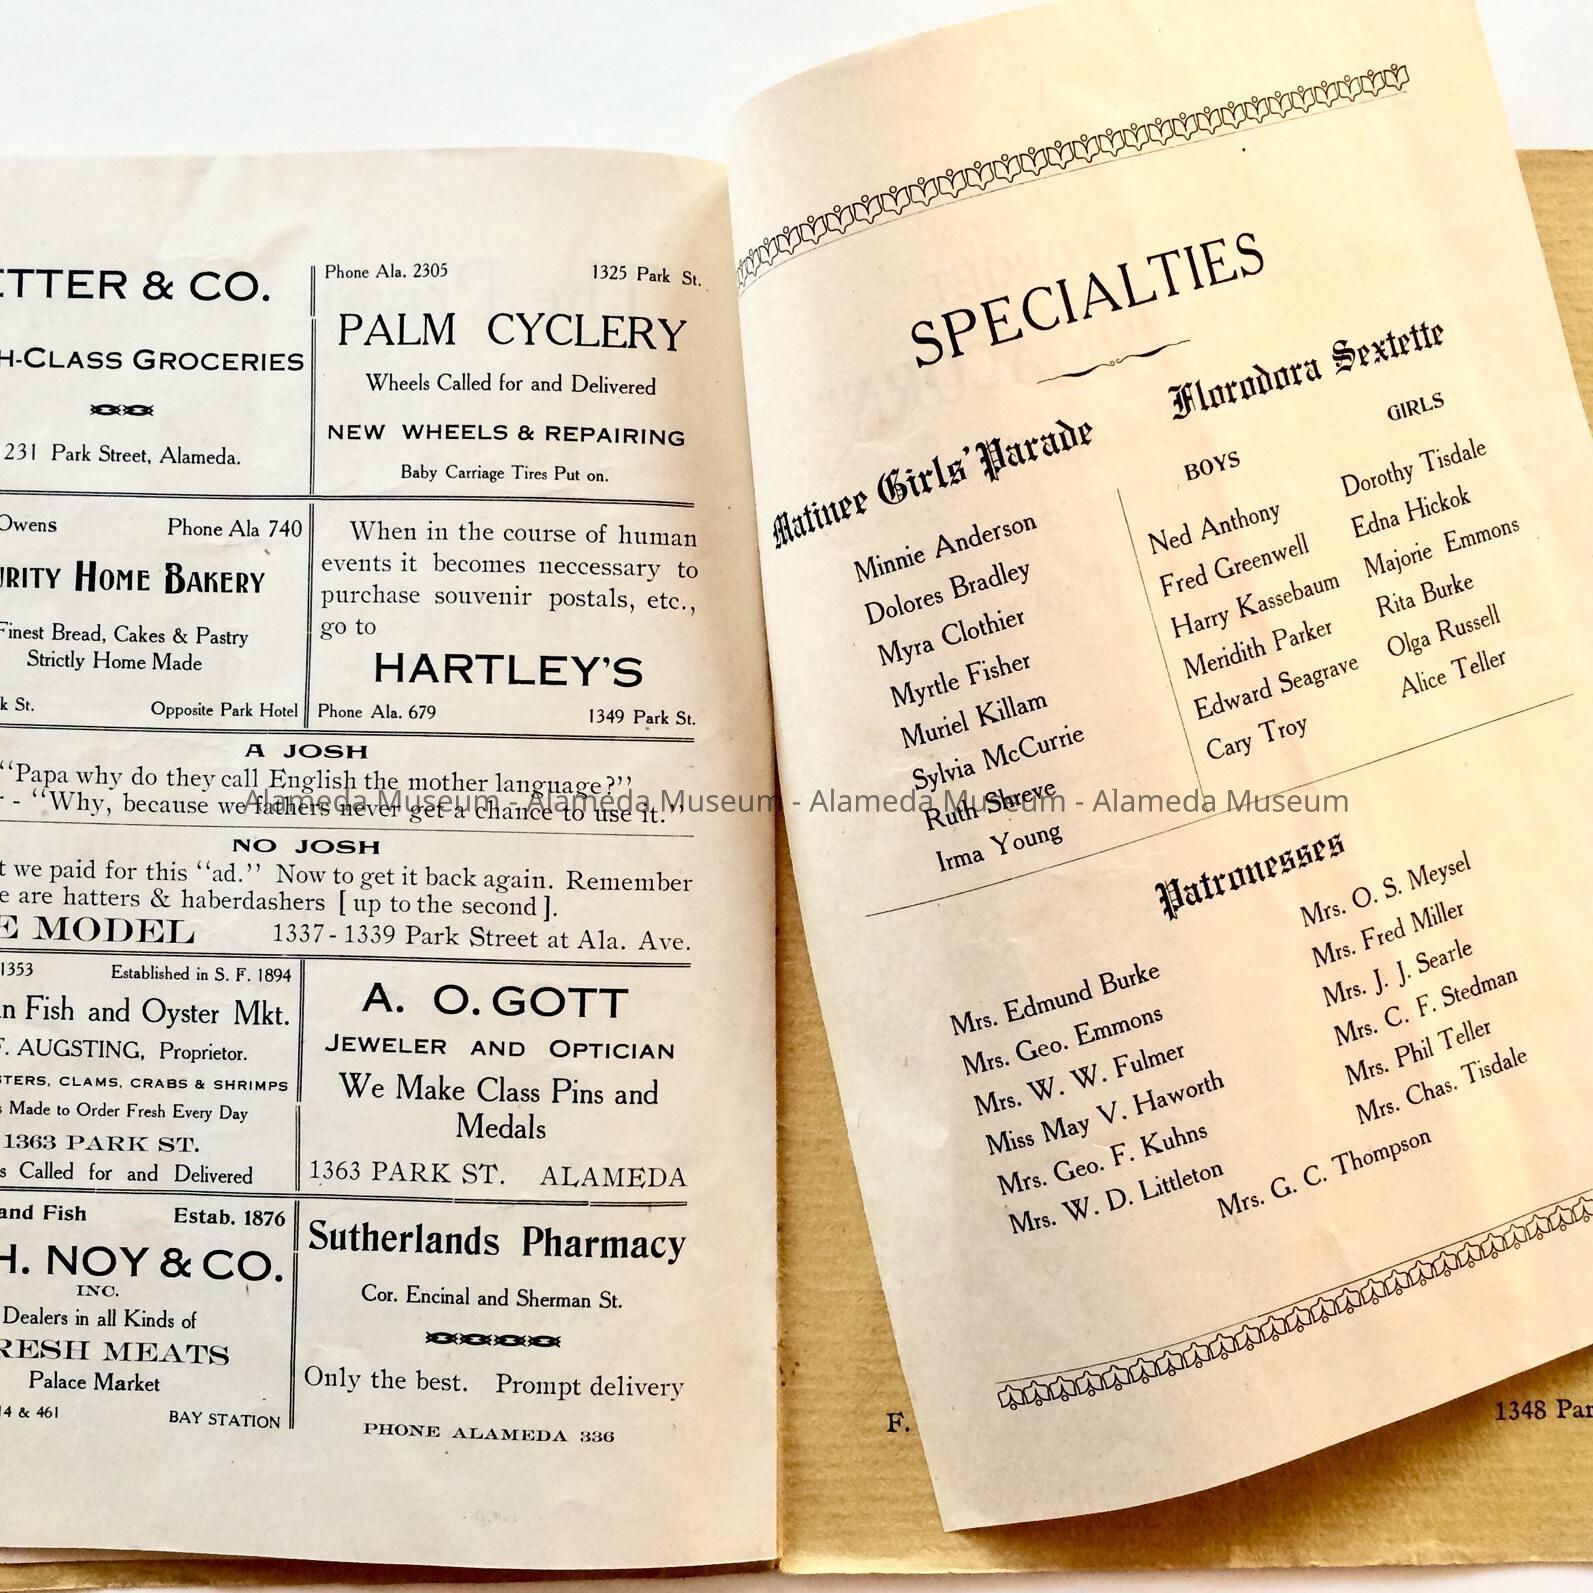 ETTER & CO.
H-CLASS GROCERIES
231 Park Street, Alameda.
Phone Ala. 2305 1325 Park St.
PALM CYCLERY
Wheels Called for and Delivered
NEW WHEELS & REPAIRING
Baby Carriage Tires Put on.
Owens Phone Ala 740
URITY HOME BAKERY
Finest Bread, Cakes & Pastry
Strictly Home Made
k St. Opposite Park Hotel
When in the course of human
events it becomes neccessary to
purchase souvenir postals, etc.,
go to
HARTLEY'S
Phone Ala. 679 1349 Park St.
A JOSH
"Papa why do they call English the mother language?"
r - "Why, because we fathers never get a chance to use it."
NO JOSH
t we paid for this "ad." Now to get it back again. Remember
e are hatters & haberdashers [ up to the second ].
E MODEL 1337-1339 Park Street at Ala. Ave.
1353 Established in S. F. 1894
n Fish and Oyster Mkt.
F. AUGSTING, Proprietor.
STERS, CLAMS, CRABS & SHRIMPS
s Made to Order Fresh Every Day
1363 PARK ST.
s Called for and Delivered
A. O. GOTT
JEWELER AND OPTICIAN
We Make Class Pins and
Medals
1363 PARK ST. ALAMEDA
and Fish Estab. 1876
H. NOY & CO.
INC.
Dealers in all Kinds of
RESH MEATS
Palace Market
14 & 461 BAY STATION
Sutherlands Pharmacy
Cor. Encinal and Sherman St.
Only the best. Prompt delivery
PHONE ALAMEDA 336
SPECIALTIES
Matinee Girls' Parade
Minnie Anderson
Dolores Bradley
Myra Clothier
Myrtle Fisher
Muriel Killam
Sylvia McCurrie
Ruth Shreve
Irma Young
Florodora Sextette
BOYS
Ned Anthony
Fred Greenwell
Harry Kassebaum
Meridith Parker
Edward Seagrave
Cary Troy
GIRLS
Dorothy Tisdale
Edna Hickok
Majorie Emmons
Rita Burke
Olga Russell
Alice Teller
Patronesses
Mrs. Edmund Burke
Mrs. Geo. Emmons
Mrs. W. W. Fulmer
Miss May V. Haworth
Mrs. Geo. F. Kuhns
Mrs. W. D. Littleton
Mrs. O. S. Meysel
Mrs. Fred Miller
Mrs. J. J. Searle
Mrs. C. F. Stedman
Mrs. Phil Teller
Mrs. Chas. Tisdale
Mrs. G. C. Thompson
F.
1348 Par
Alameda Museum - Alameda Museum - Alameda Museum - Alameda Museum